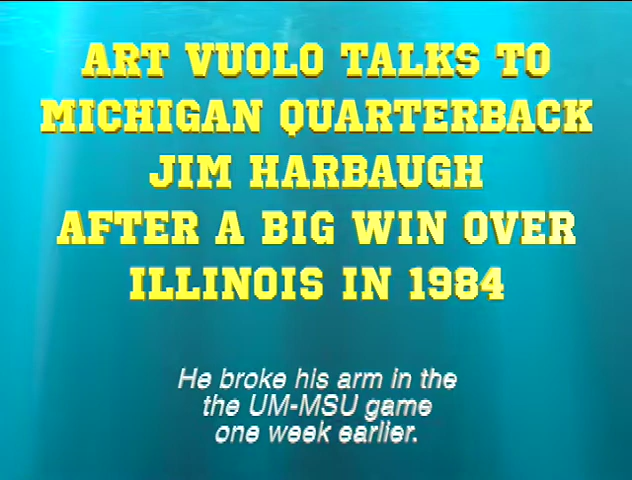 ART VUOLO TALKS TO
MICHIGAN QUARTERBACK
JIM HARBAUGH
AFTER A BIG WIN OVER
ILLINOIS IN 1984
He broke his arm in the
the UM-MSU game
one week earlier.